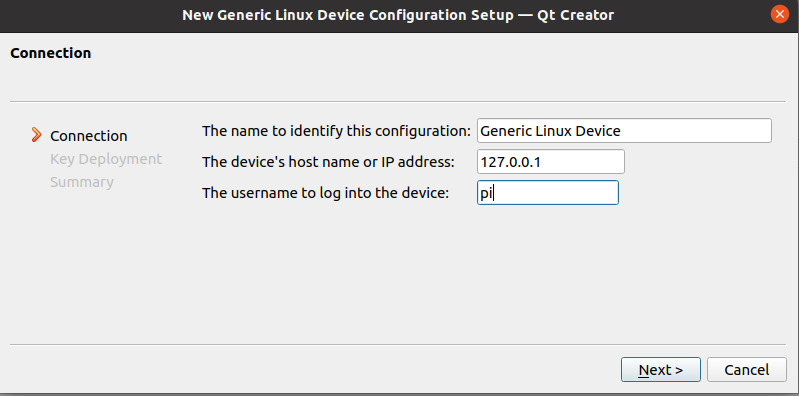 New Generic Linux Device Configuration Setup — Qt Creator
Connection
Connection
Key Deployment
Summary
The name to identify this configuration: Generic Linux Device
The device's host name or IP address: 127.0.0.1
The username to log into the device: pi
Next >
Cancel